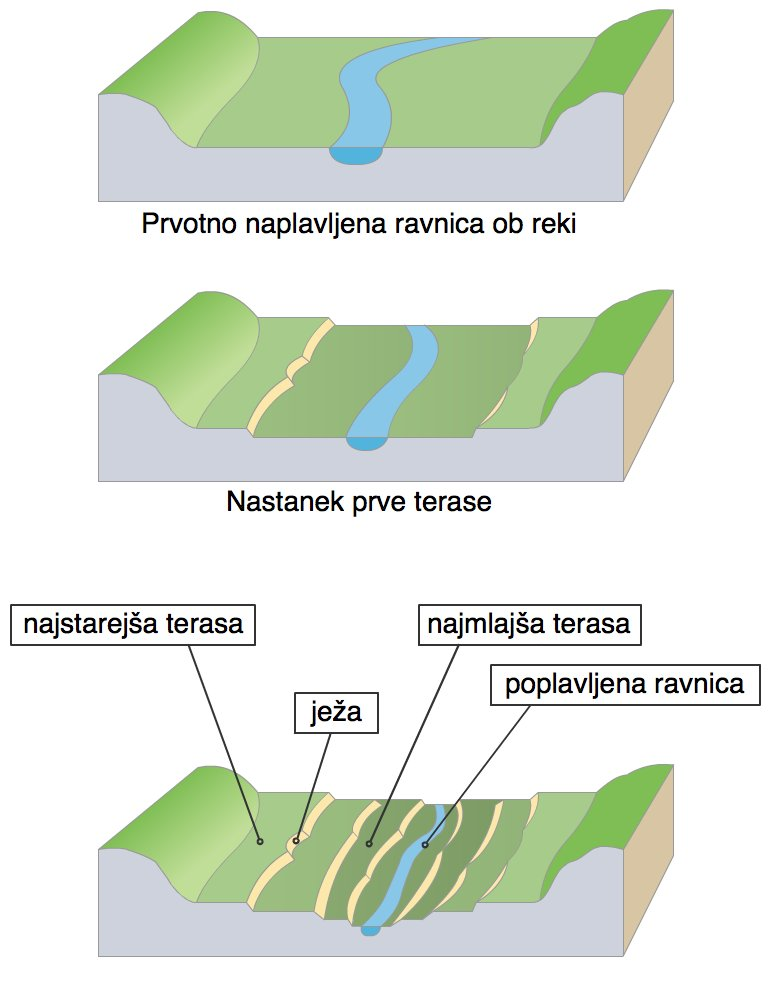 Prvotno naplavljena ravnica ob reki
Nastanek prve terase
najstarejša terasa
najmlajša terasa
poplavljena ravnica
ježa